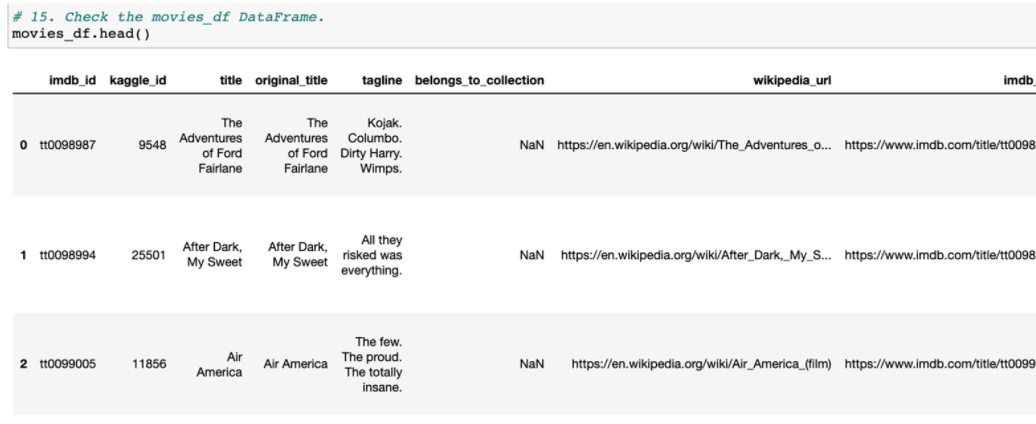 # 15. Check the movies_df DataFrame.
movies_df.head()
imdb_id kaggle_id title original_title tagline belongs_to_collection wikipedia_url imdb_
0 tt0098987 9548 The Adventures of Ford Fairlane The Adventures of Ford Fairlane Kojak. Columbo. Dirty Harry. Wimps. NaN https://en.wikipedia.org/wiki/The_Adventures_o... https://www.imdb.com/title/tt0098
1 tt0098994 25501 After Dark, My Sweet After Dark, My Sweet All they risked was everything. NaN https://en.wikipedia.org/wiki/After_Dark,_My_S... https://www.imdb.com/title/tt0098
2 tt0099005 11856 Air America Air America The few. The proud. The totally insane. NaN https://en.wikipedia.org/wiki/Air_America_(film) https://www.imdb.com/title/tt0099